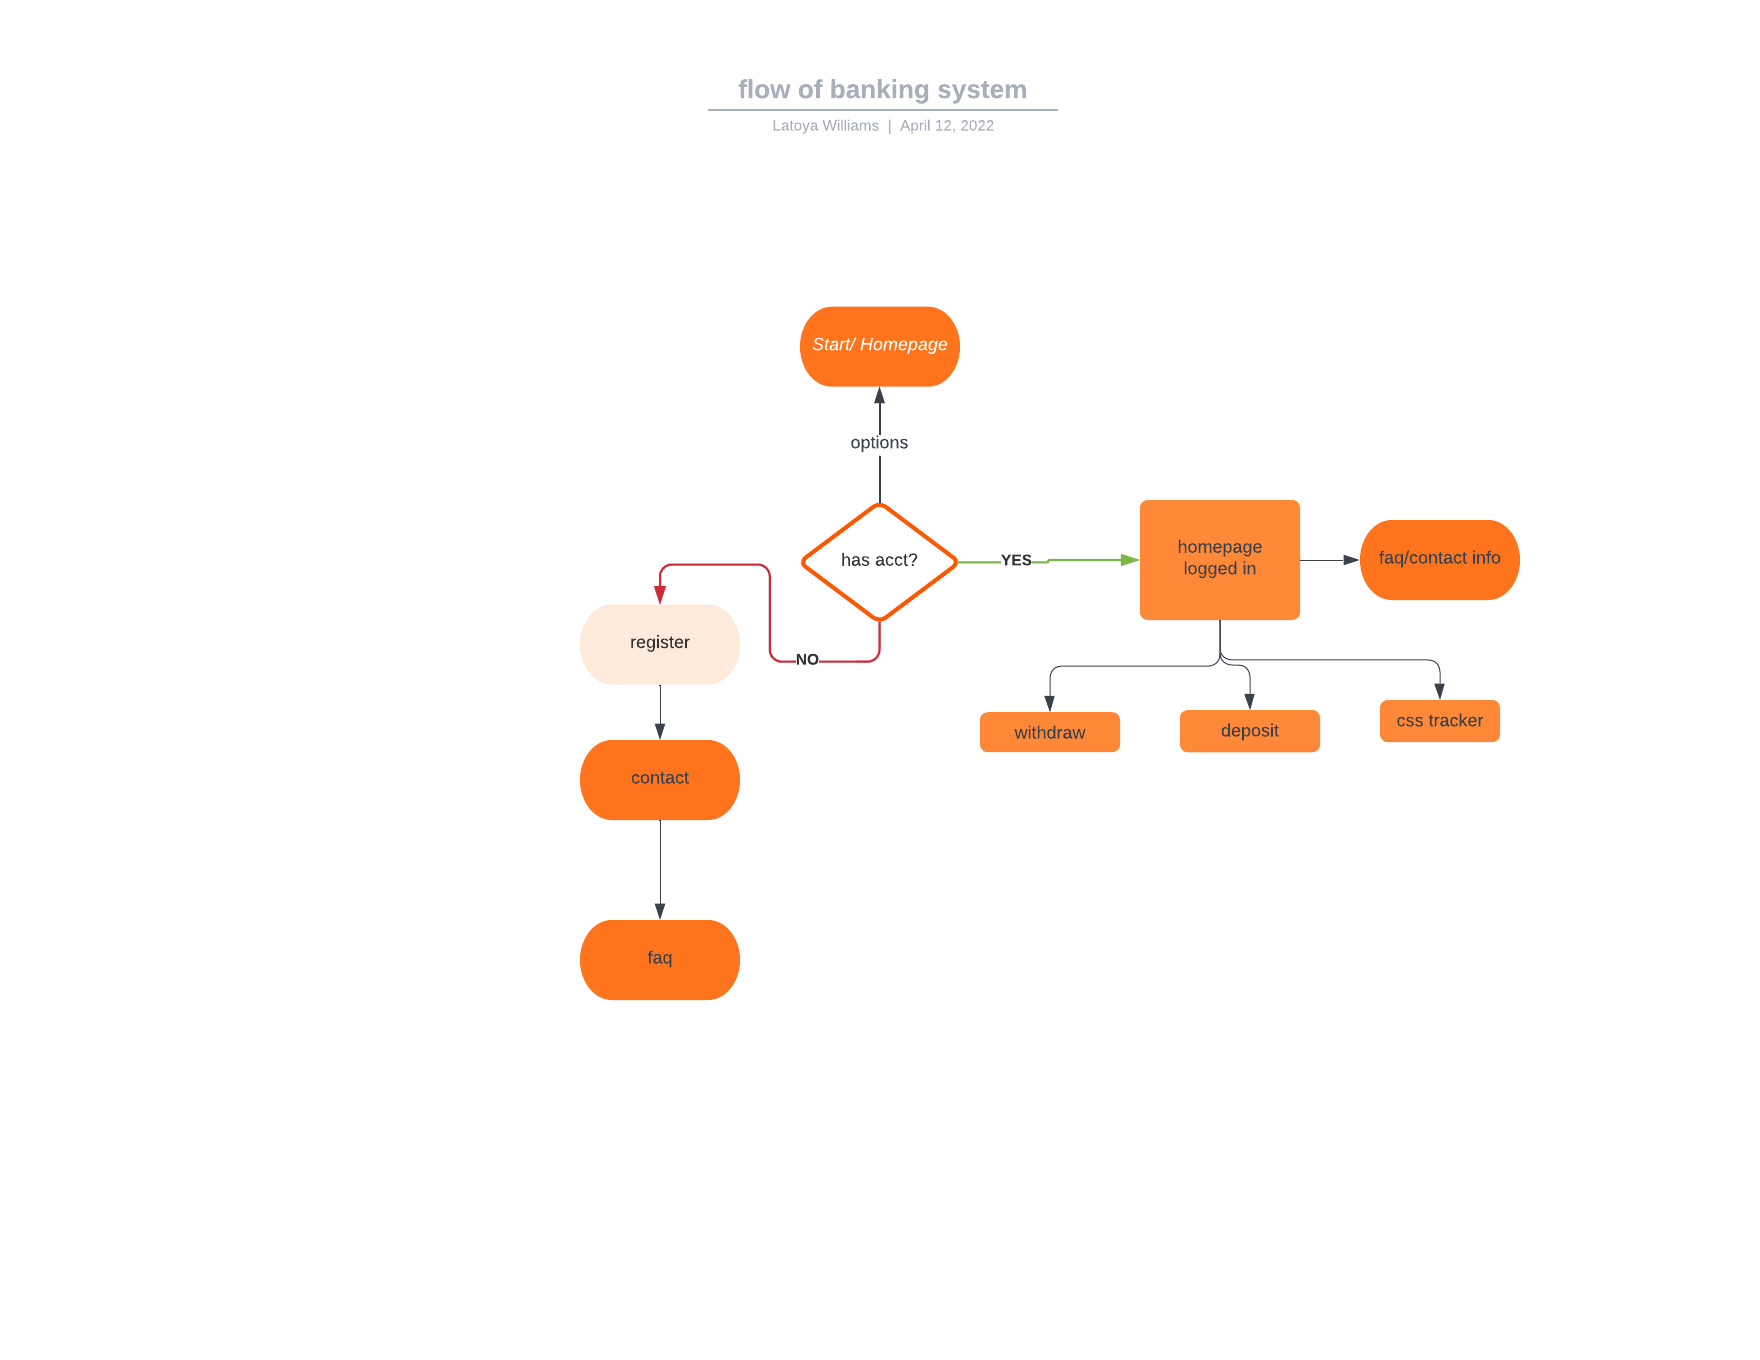 flow of banking system
Latoya Williams | April 12, 2022
Start/ Homepage
options
has acct?
YES
homepage
logged in
faq/contact info
register
NO
withdraw
deposit
css tracker
contact
faq